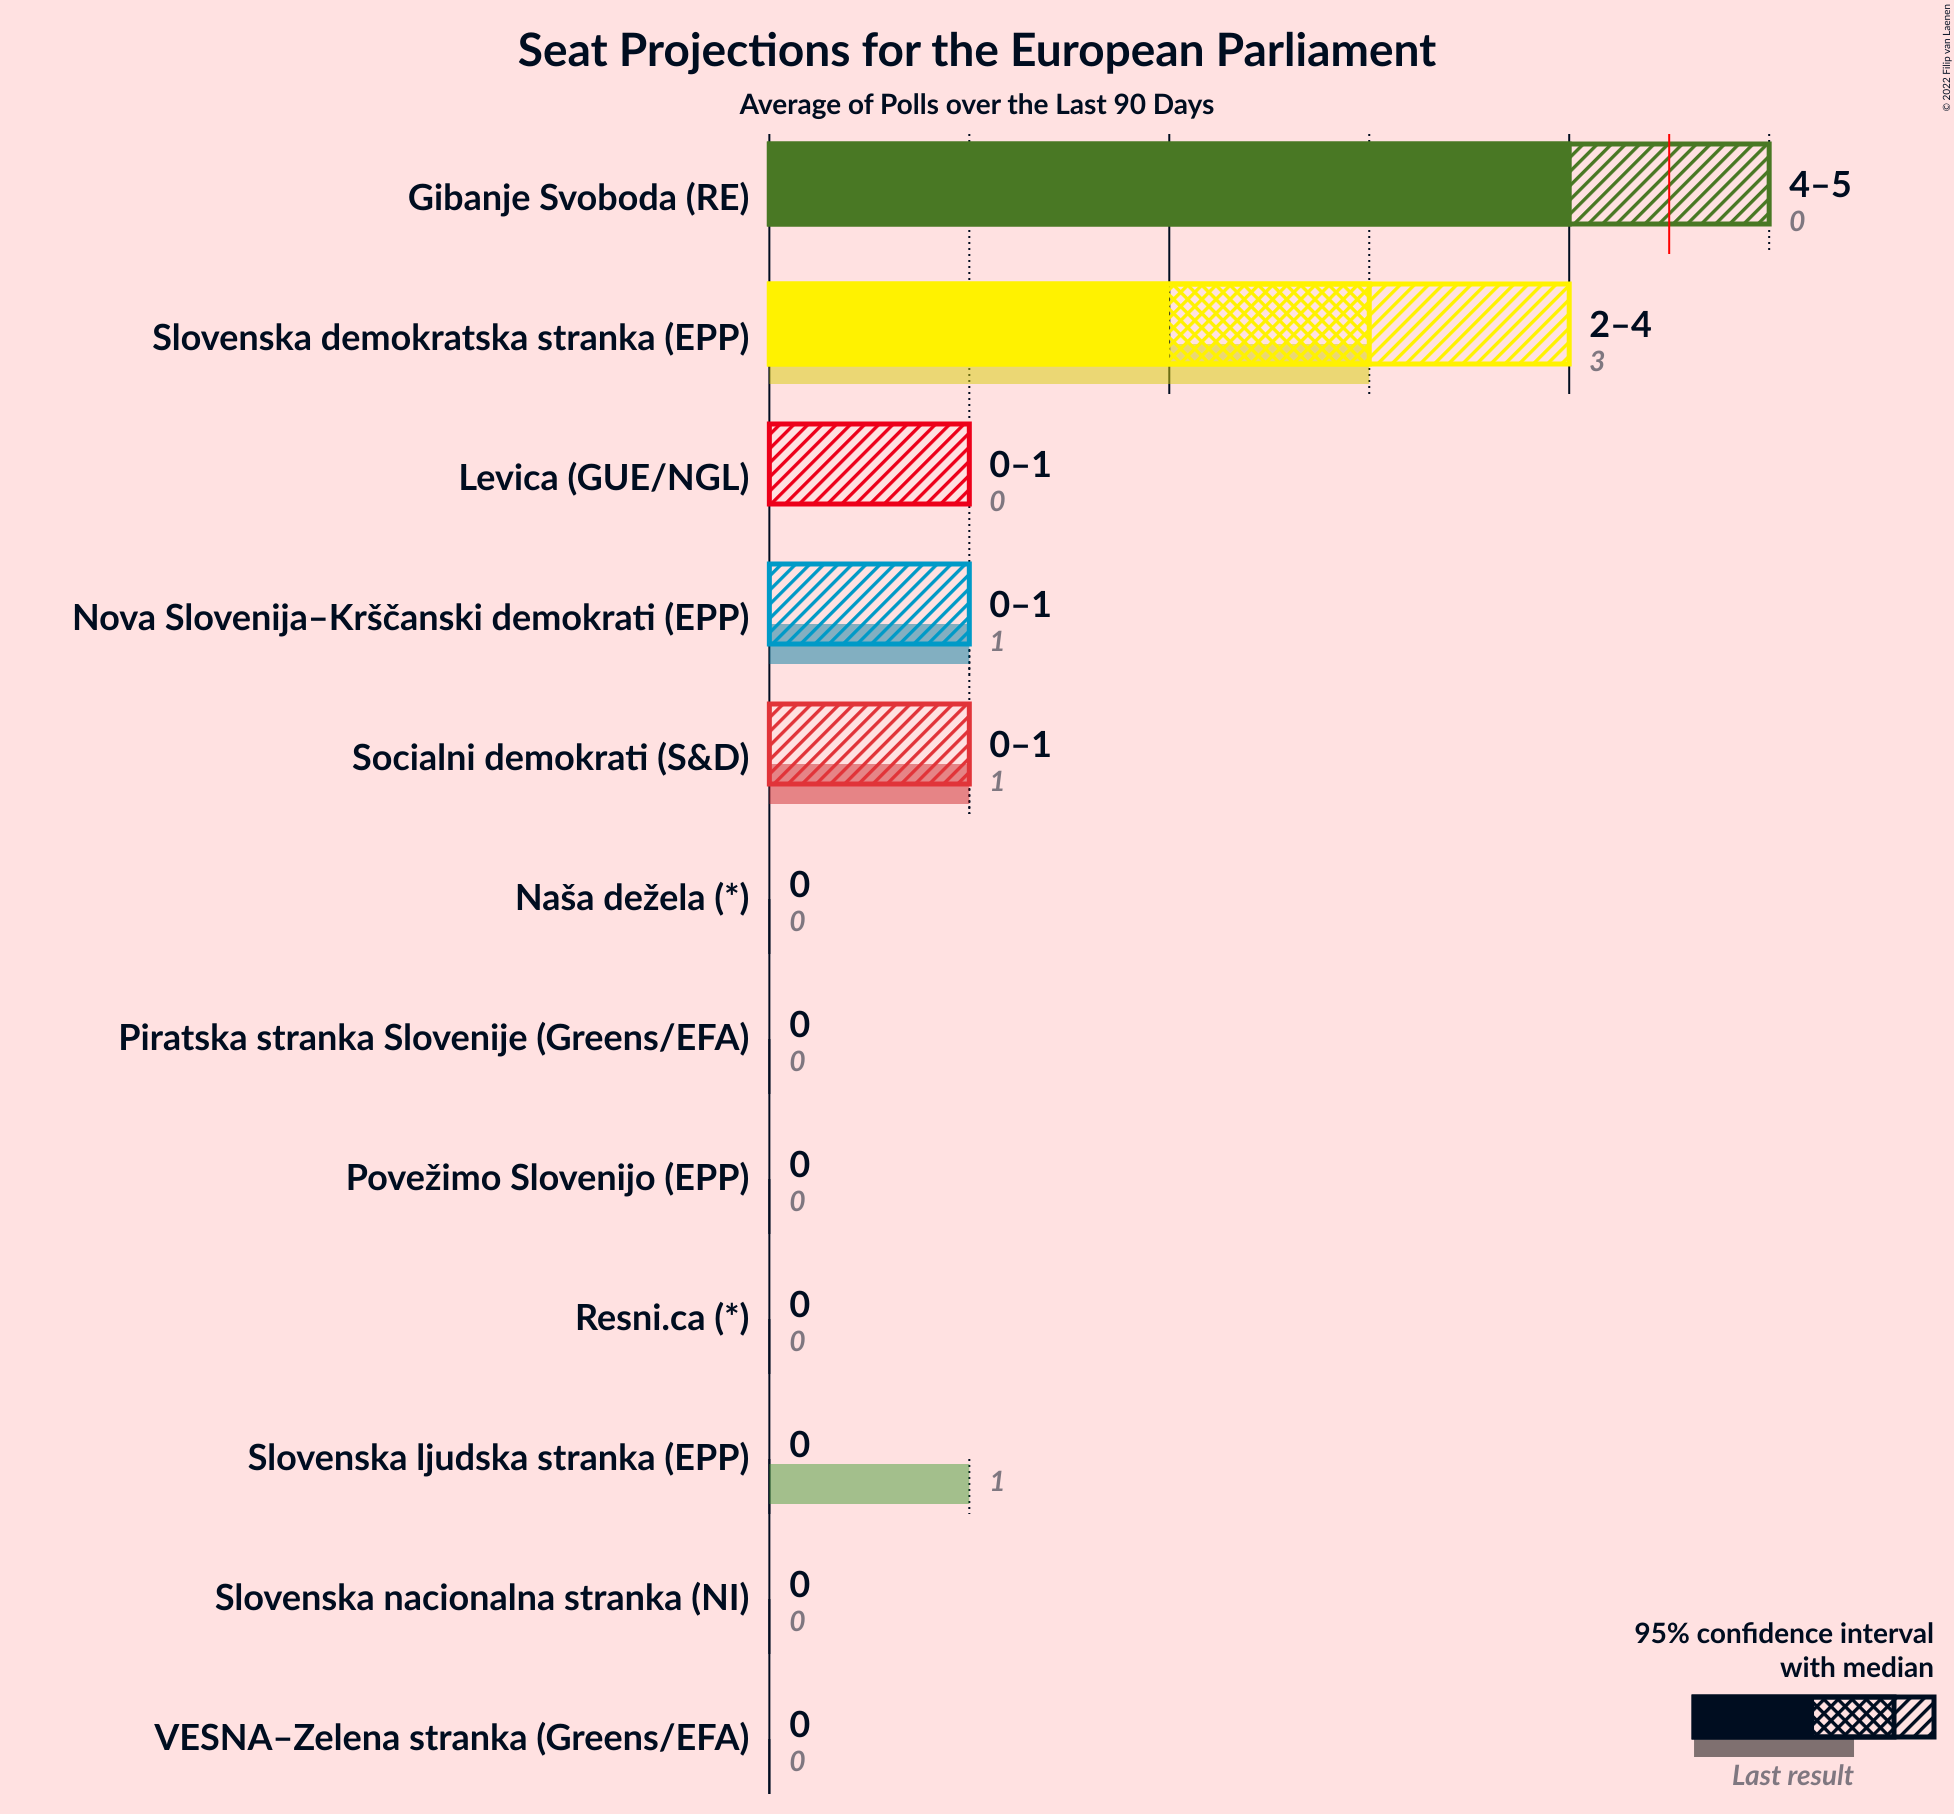 Seat Projections for the European Parliament
Average of Polls over the Last 90 Days
© 2022 Filip van Laenen
Gibanje Svoboda (RE)
4–5
0
Slovenska demokratska stranka (EPP)
2–4
3
Levica (GUE/NGL)
0–1
0
Nova Slovenija–Krščanski demokrati (EPP)
0–1
1
Socialni demokrati (S&D)
0–1
1
Naša dežela (*)
0
0
Piratska stranka Slovenije (Greens/EFA)
0
0
Povežimo Slovenijo (EPP)
0
0
Resni.ca (*)
0
0
Slovenska ljudska stranka (EPP)
0
1
Slovenska nacionalna stranka (NI)
0
0
VESNA–Zelena stranka (Greens/EFA)
0
0
95% confidence interval
with median
Last result